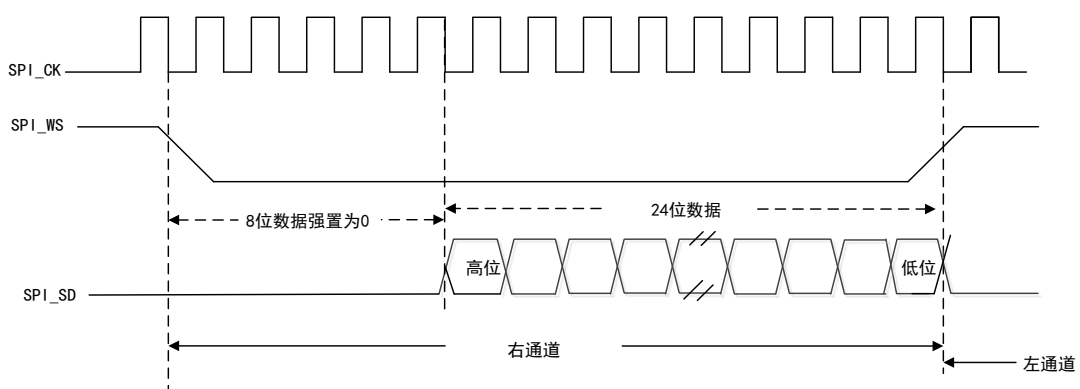 SPI_CK
SPI_WS
24位数据
8位数据强置为0
高位
低位
SPI_SD
右通道
左通道